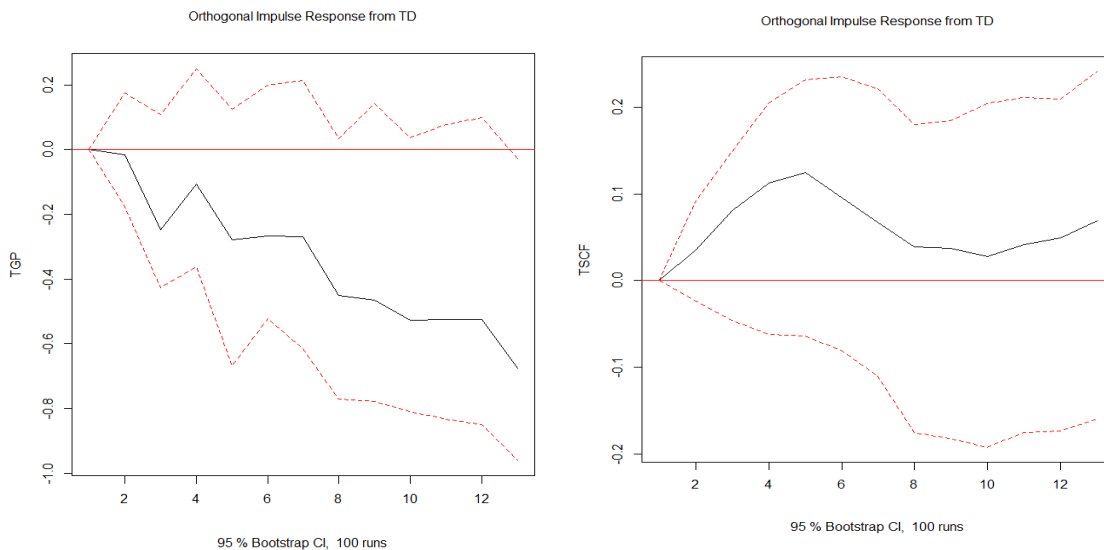 Orthogonal Impulse Response from TD
TGP
0.2
0.0
-0.2
-0.4
-0.6
-0.8
-1.0
2 4 6 8 10 12
95 % Bootstrap CI, 100 runs
Orthogonal Impulse Response from TD
TSCF
0.2
0.1
0.0
-0.1
-0.2
2 4 6 8 10 12
95 % Bootstrap CI, 100 runs